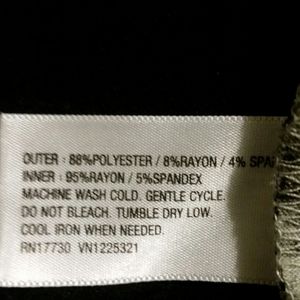 OUTER : 88%POLYESTER / 8%RAYON / 4%
INNER : 95%RAYON / 5%SPANDEX
MACHINE WASH COLD. GENTLE CYCLE.
DO NOT BLEACH. TUMBLE DRY LOW.
COOL IRON WHEN NEEDED.
RN17730 VN1225321